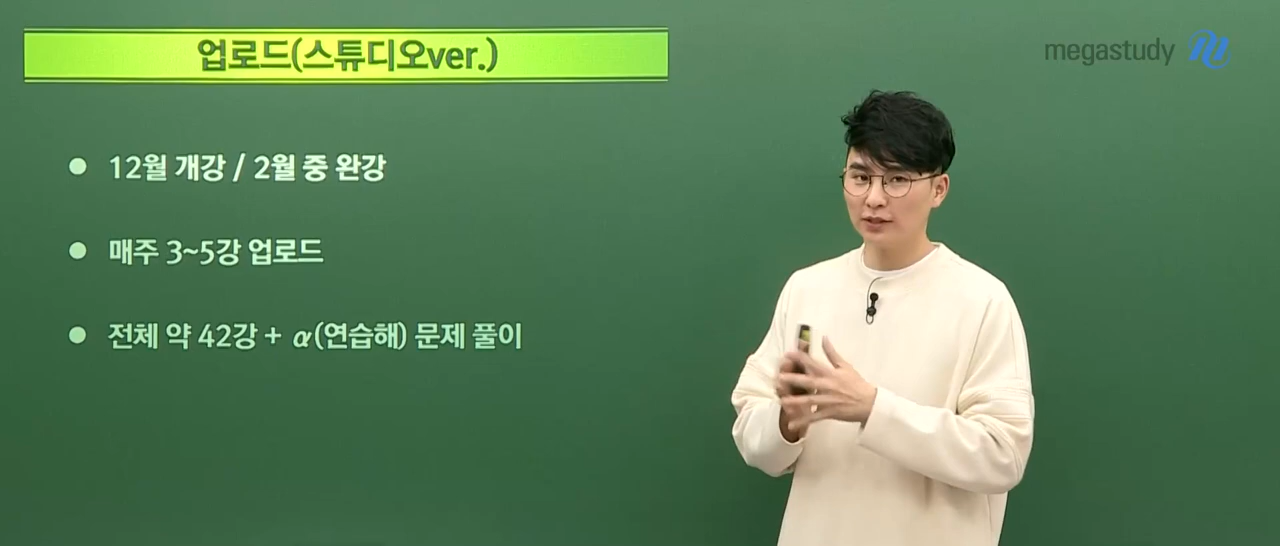 업로드(스튜디오ver.)
megastudy
12월 개강 / 2월 중 완강
매주 3~5강 업로드
전체 약 42강 + α(연습해) 문제 풀이